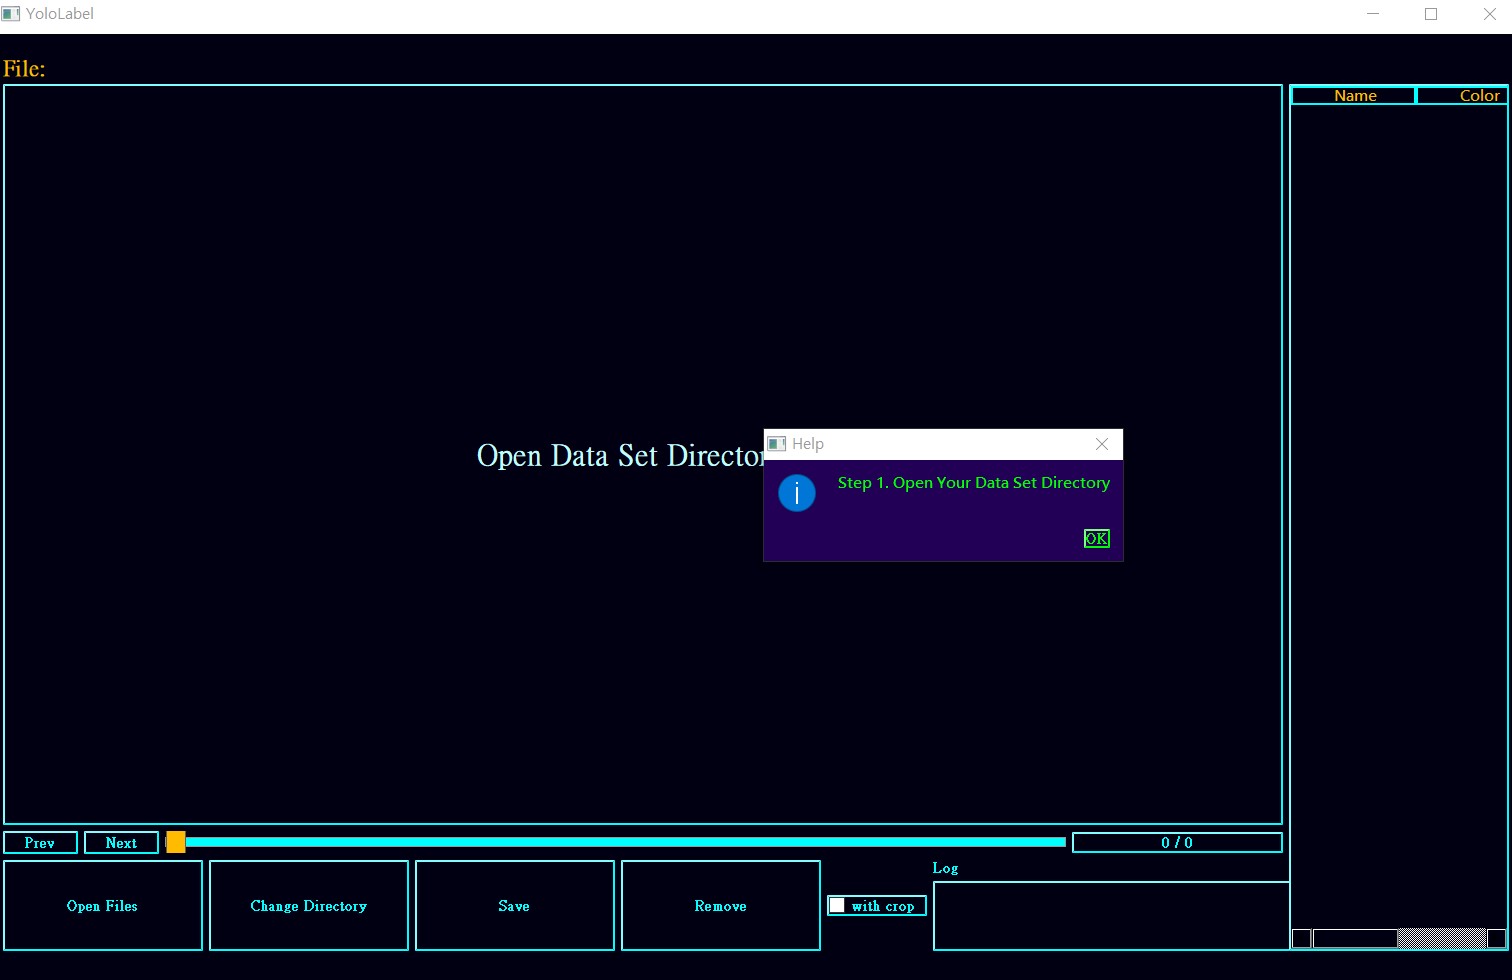 YoloLabel
File:
Name Color
Open Data Set Director
Help
Step 1. Open Your Data Set Directory
OK
Prev Next 0 / 0
Log
Open Files Change Directory Save Remove with crop